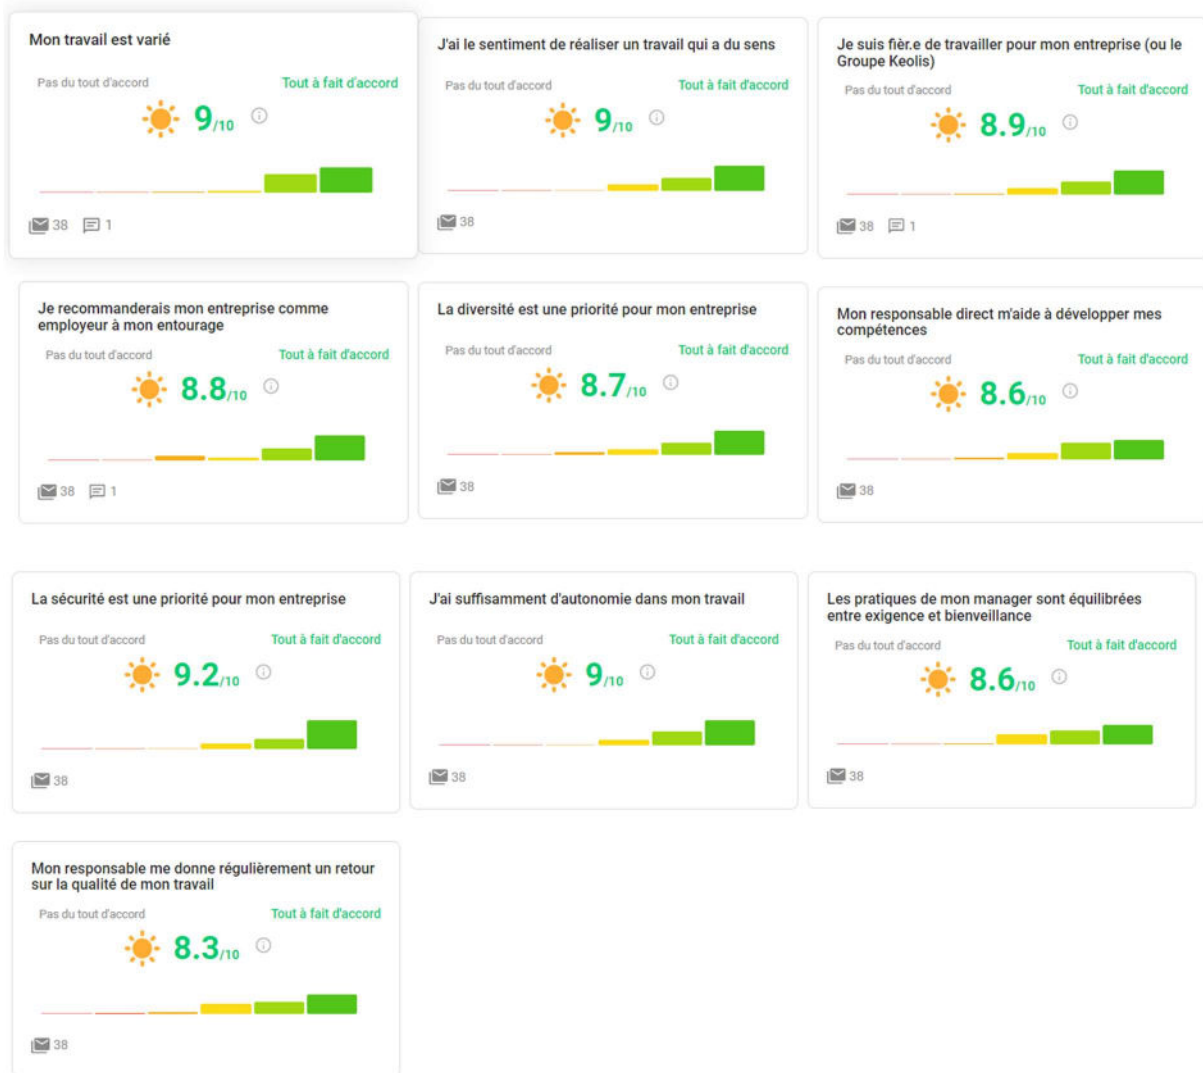 Mon travail est varié
Pas du tout d'accord Tout à fait d'accord
9/10
38 1
J'ai le sentiment de réaliser un travail qui a du sens
Pas du tout d'accord Tout à fait d'accord
9/10
38
Je suis fièr.e de travailler pour mon entreprise (ou le
Groupe Keolis)
Pas du tout d'accord Tout à fait d'accord
8.9/10
38 1
Je recommanderais mon entreprise comme
employeur à mon entourage
Pas du tout d'accord Tout à fait d'accord
8.8/10
38 1
La diversité est une priorité pour mon entreprise
Pas du tout d'accord Tout à fait d'accord
8.7/10
38
Mon responsable direct m'aide à développer mes
compétences
Pas du tout d'accord Tout à fait d'accord
8.6/10
38
La sécurité est une priorité pour mon entreprise
Pas du tout d'accord Tout à fait d'accord
9.2/10
38
J'ai suffisamment d'autonomie dans mon travail
Pas du tout d'accord Tout à fait d'accord
9/10
38
Les pratiques de mon manager sont équilibrées
entre exigence et bienveillance
Pas du tout d'accord Tout à fait d'accord
8.6/10
38
Mon responsable me donne régulièrement un retour
sur la qualité de mon travail
Pas du tout d'accord Tout à fait d'accord
8.3/10
38